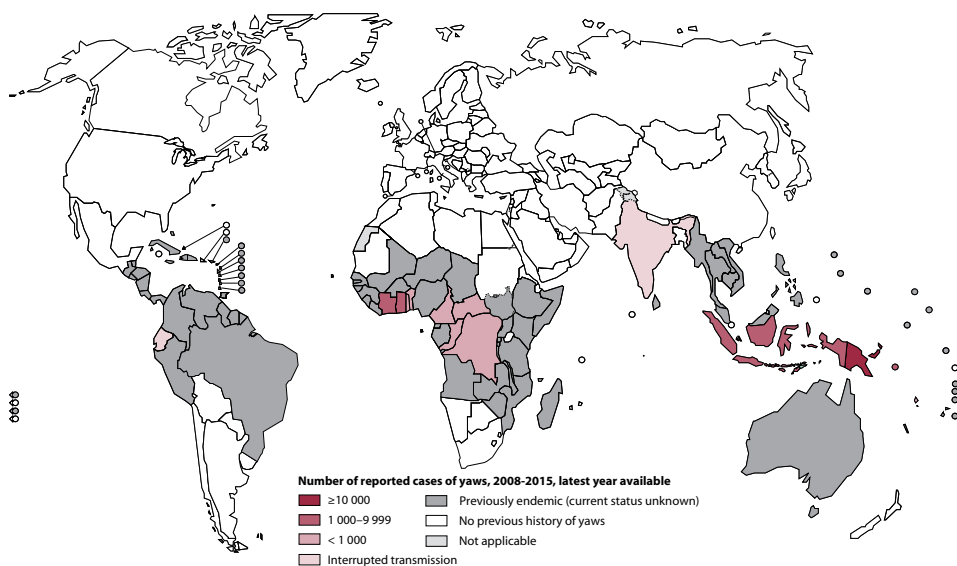 Number of reported cases of yaws, 2008-2015, latest year available
≥10 000
1 000–9 999
< 1 000
Interrupted transmission
Previously endemic (current status unknown)
No previous history of yaws
Not applicable